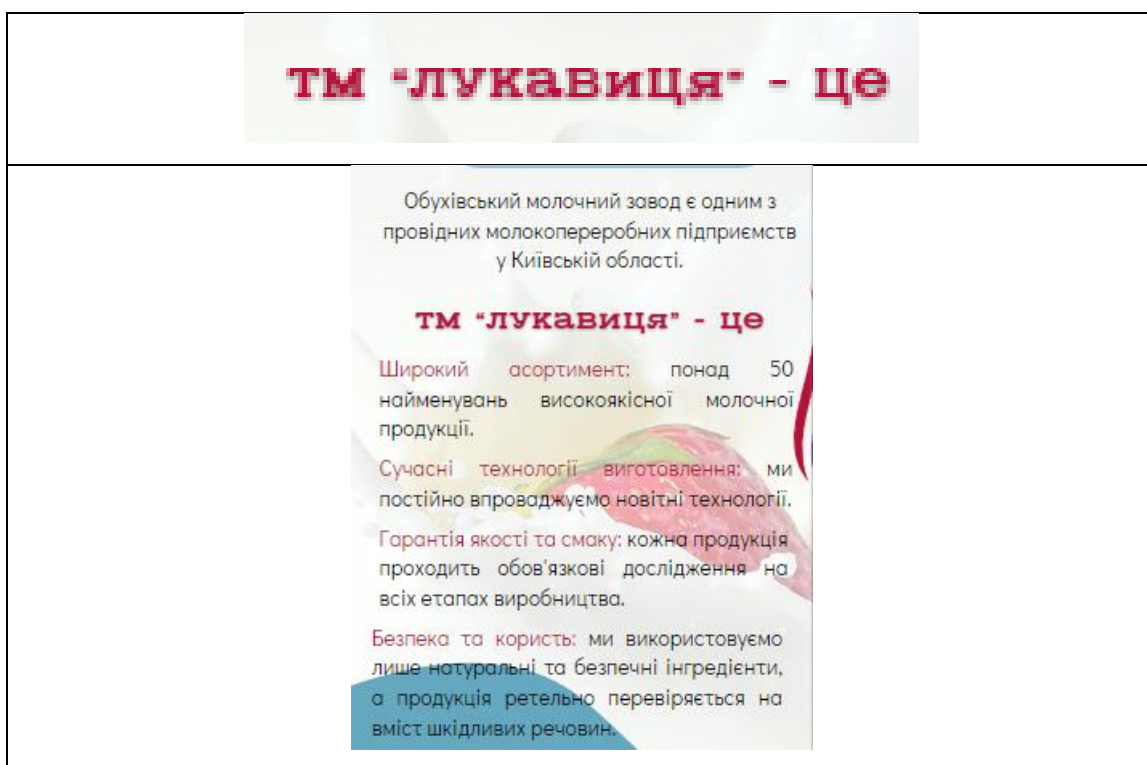 тм "лукавиця" - це
Обухівський молочний завод є одним з
провідних молокопереробних підприємств
у Київській області.
тм "лукавиця" - це
Широкий асортимент: понад 50
найменувань високоякісної молочної
продукції.
Сучасні технології виготовлення: ми
постійно впроваджуємо новітні технології.
Гарантія якості та смаку: кожна продукція
проходить обов'язкові дослідження на
всіх етапах виробництва.
Безпека та користь: ми використовуємо
лише натуральні та безпечні інгредієнти,
а продукція ретельно перевіряється на
вміст шкідливих речовин.